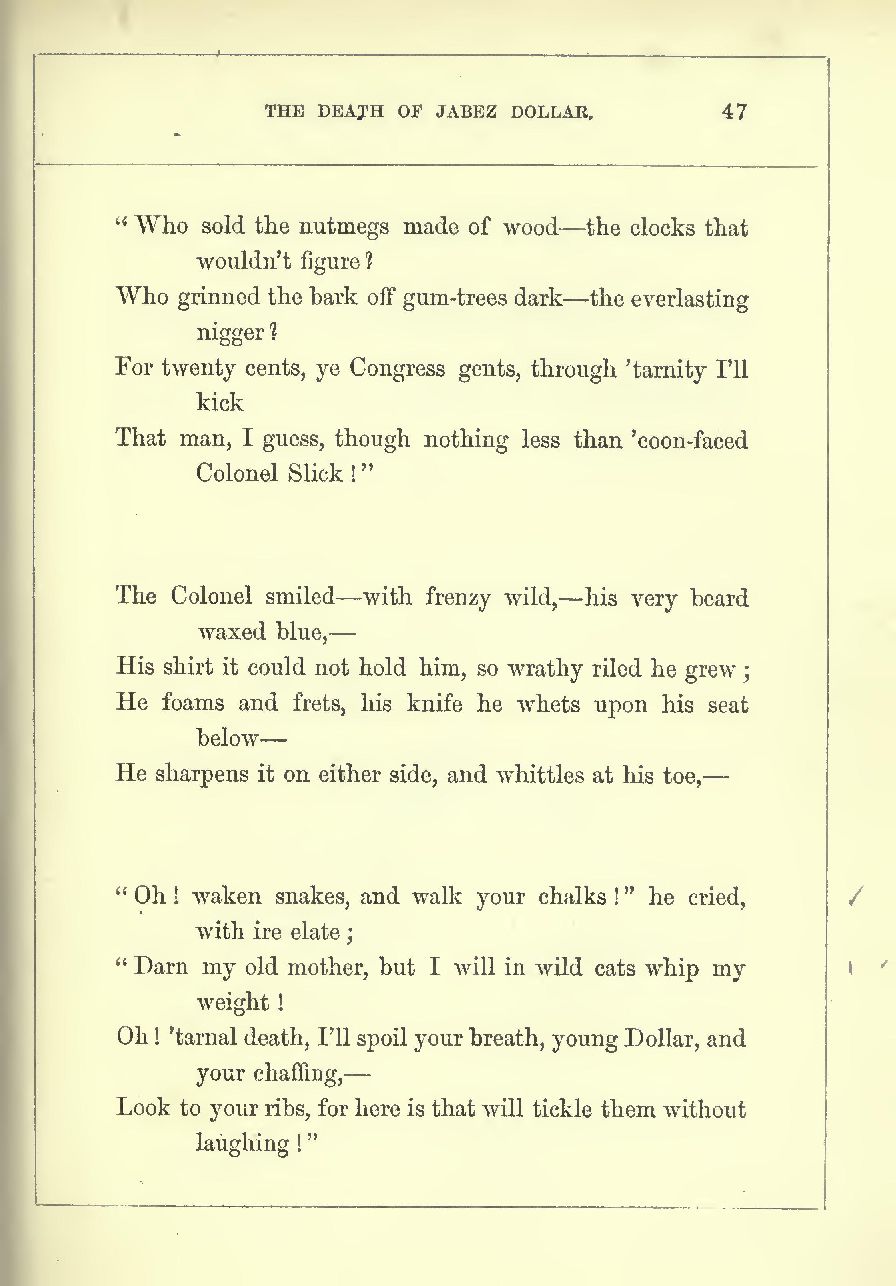 THE DEATH OF JABEZ DOLLAR. 47
“Who sold the nutmegs made of wood—the clocks that
wouldn’t figure?
Who grinned the bark off gum-trees dark—the everlasting
nigger?
For twenty cents, ye Congress gents, through ’tarnity I’ll
kick
That man, I guess, though nothing less than ’coon-faced
Colonel Slick!”
The Colonel smiled—with frenzy wild,—his very beard
waxed blue,—
His shirt it could not hold him, so wrathy riled he grew;
He foams and frets, his knife he whets upon his seat
below—
He sharpens it on either side, and whittles at his toe,—
“Oh! waken snakes, and walk your chalks!” he cried,
with ire elate;
“Darn my old mother, but I will in wild cats whip my
weight!
Oh! ’tarnal death, I’ll spoil your breath, young Dollar, and
your chaffing,—
Look to your ribs, for here is that will tickle them without
laughing!”